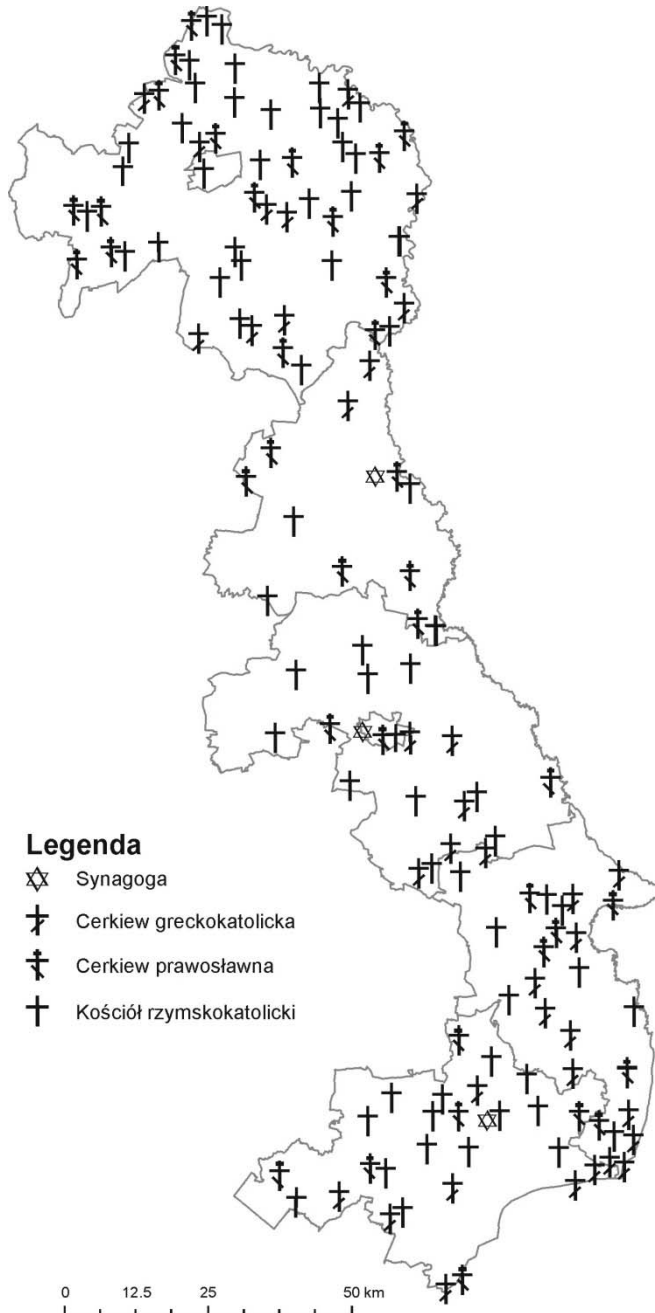 Legenda
Synagoga
Cerkiew greckokatolicka
Cerkiew prawosławna
Kościół rzymskokatolicki
0 12.5 25 50 km